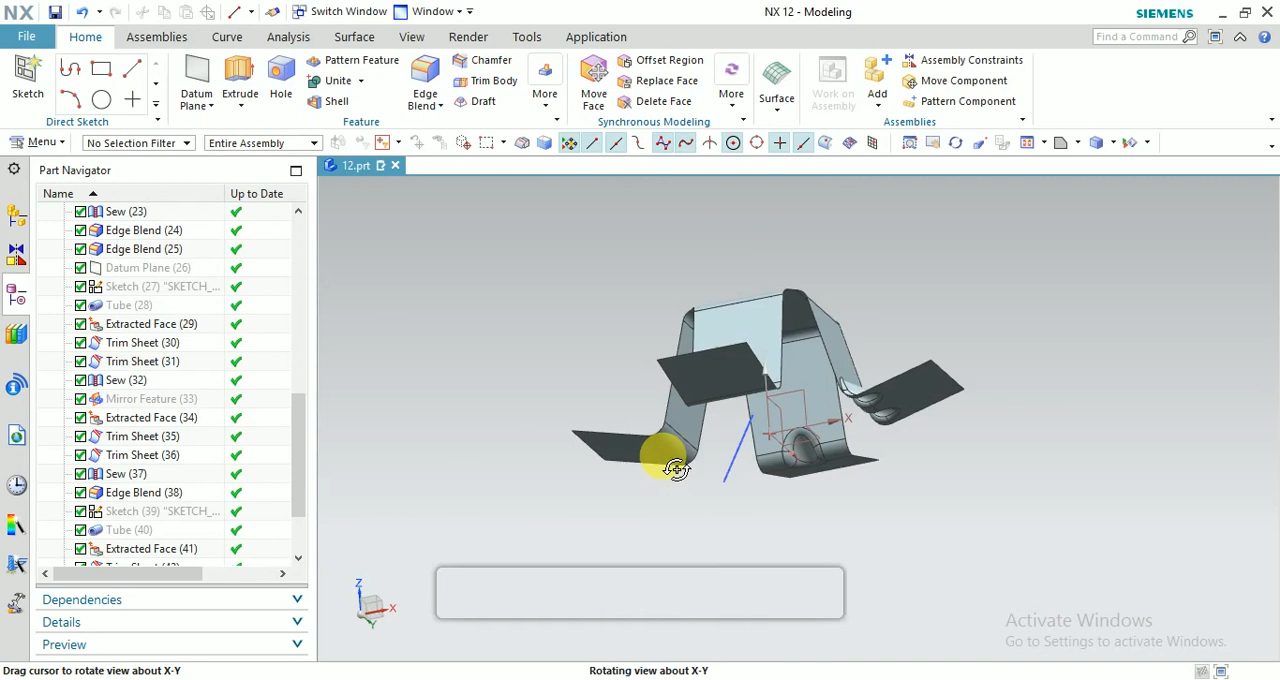 NX
Switch Window
Window
NX 12 - Modeling
SIEMENS
File
Home
Assemblies
Curve
Analysis
Surface
View
Render
Tools
Application
Find a Command
Sketch
Direct Sketch
Datum
Plane
Extrude
Hole
Pattern Feature
Unite
Shell
Edge
Blend
Chamfer
Trim Body
Draft
More
Feature
Move
Face
Offset Region
Replace Face
Delete Face
More
Synchronous Modeling
Surface
Work on
Assembly
Add
Assembly Constraints
Move Component
Pattern Component
Assemblies
Menu
No Selection Filter
Entire Assembly
Part Navigator
12.prt
Name
Up to Date
Sew (23)
Edge Blend (24)
Edge Blend (25)
Datum Plane (26)
Sketch (27) "SKETCH_...
Tube (28)
Extracted Face (29)
Trim Sheet (30)
Trim Sheet (31)
Sew (32)
Mirror Feature (33)
Extracted Face (34)
Trim Sheet (35)
Trim Sheet (36)
Sew (37)
Edge Blend (38)
Sketch (39) "SKETCH_...
Tube (40)
Extracted Face (41)
Dependencies
Details
Preview
X
Z
X
Y
Activate Windows
Go to Settings to activate Windows.
Drag cursor to rotate view about X-Y
Rotating view about X-Y